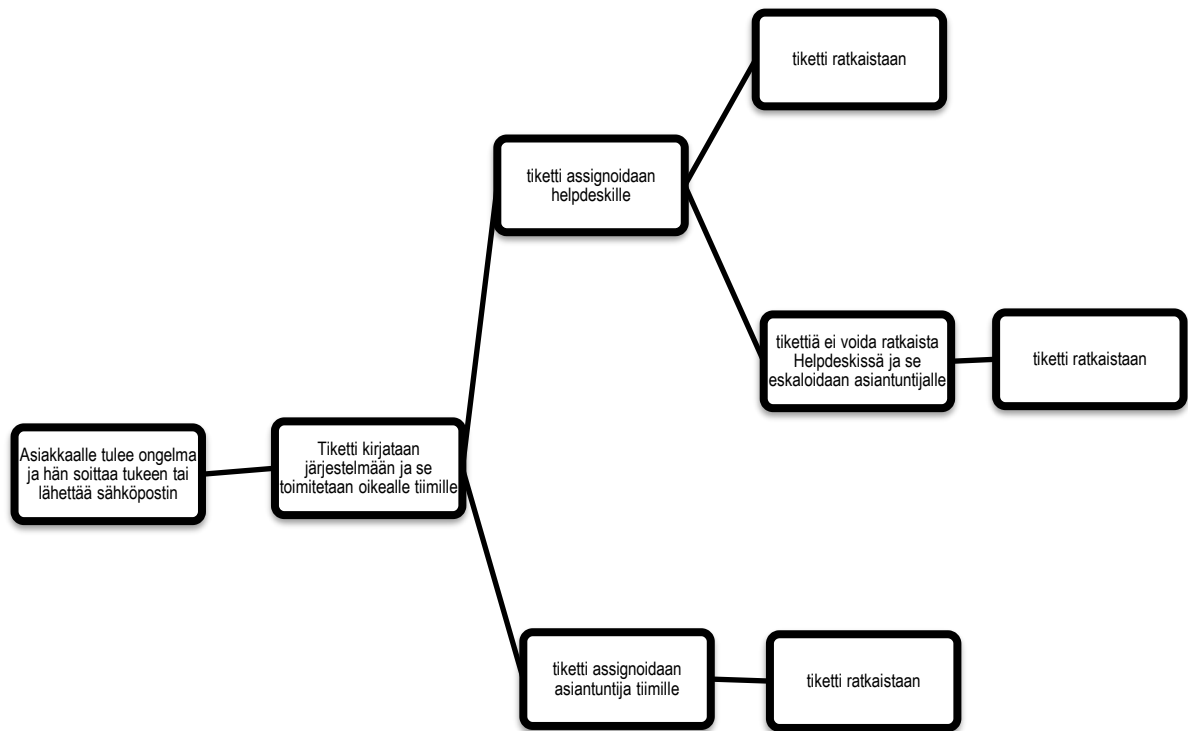 Asiakkaalle tulee ongelma
ja hän soittaa tukeen tai
lähettää sähköpostin
Tiketti kirjataan
järjestelmään ja se
toimitetaan oikealle tiimille
tiketti assignoidaan
helpdeskille
tiketti ratkaistaan
tikettiä ei voida ratkaista
Helpdeskissä ja se
eskaloidaan asiantuntijalle
tiketti ratkaistaan
tiketti assignoidaan
asiantuntija tiimille
tiketti ratkaistaan